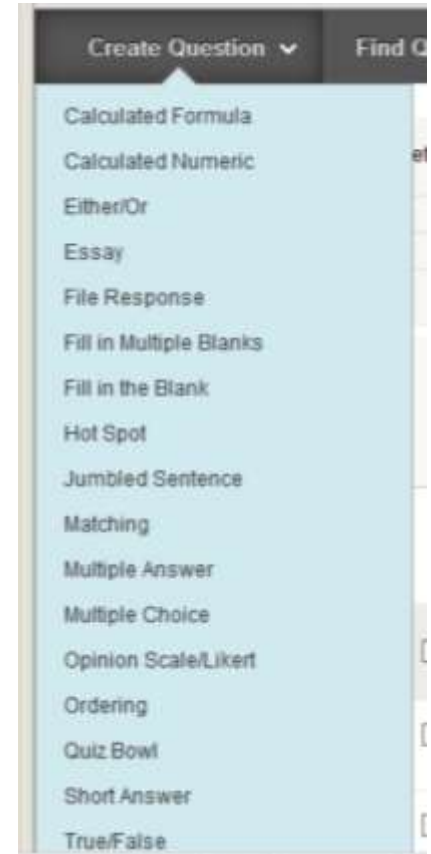 Create Question Find Q
Calculated Formula
Calculated Numeric
Either/Or
Essay
File Response
Fill in Multiple Blanks
Fill in the Blank
Hot Spot
Jumbled Sentence
Matching
Multiple Answer
Multiple Choice
Opinion Scale/Likert
Ordering
Quiz Bowl
Short Answer
True/False